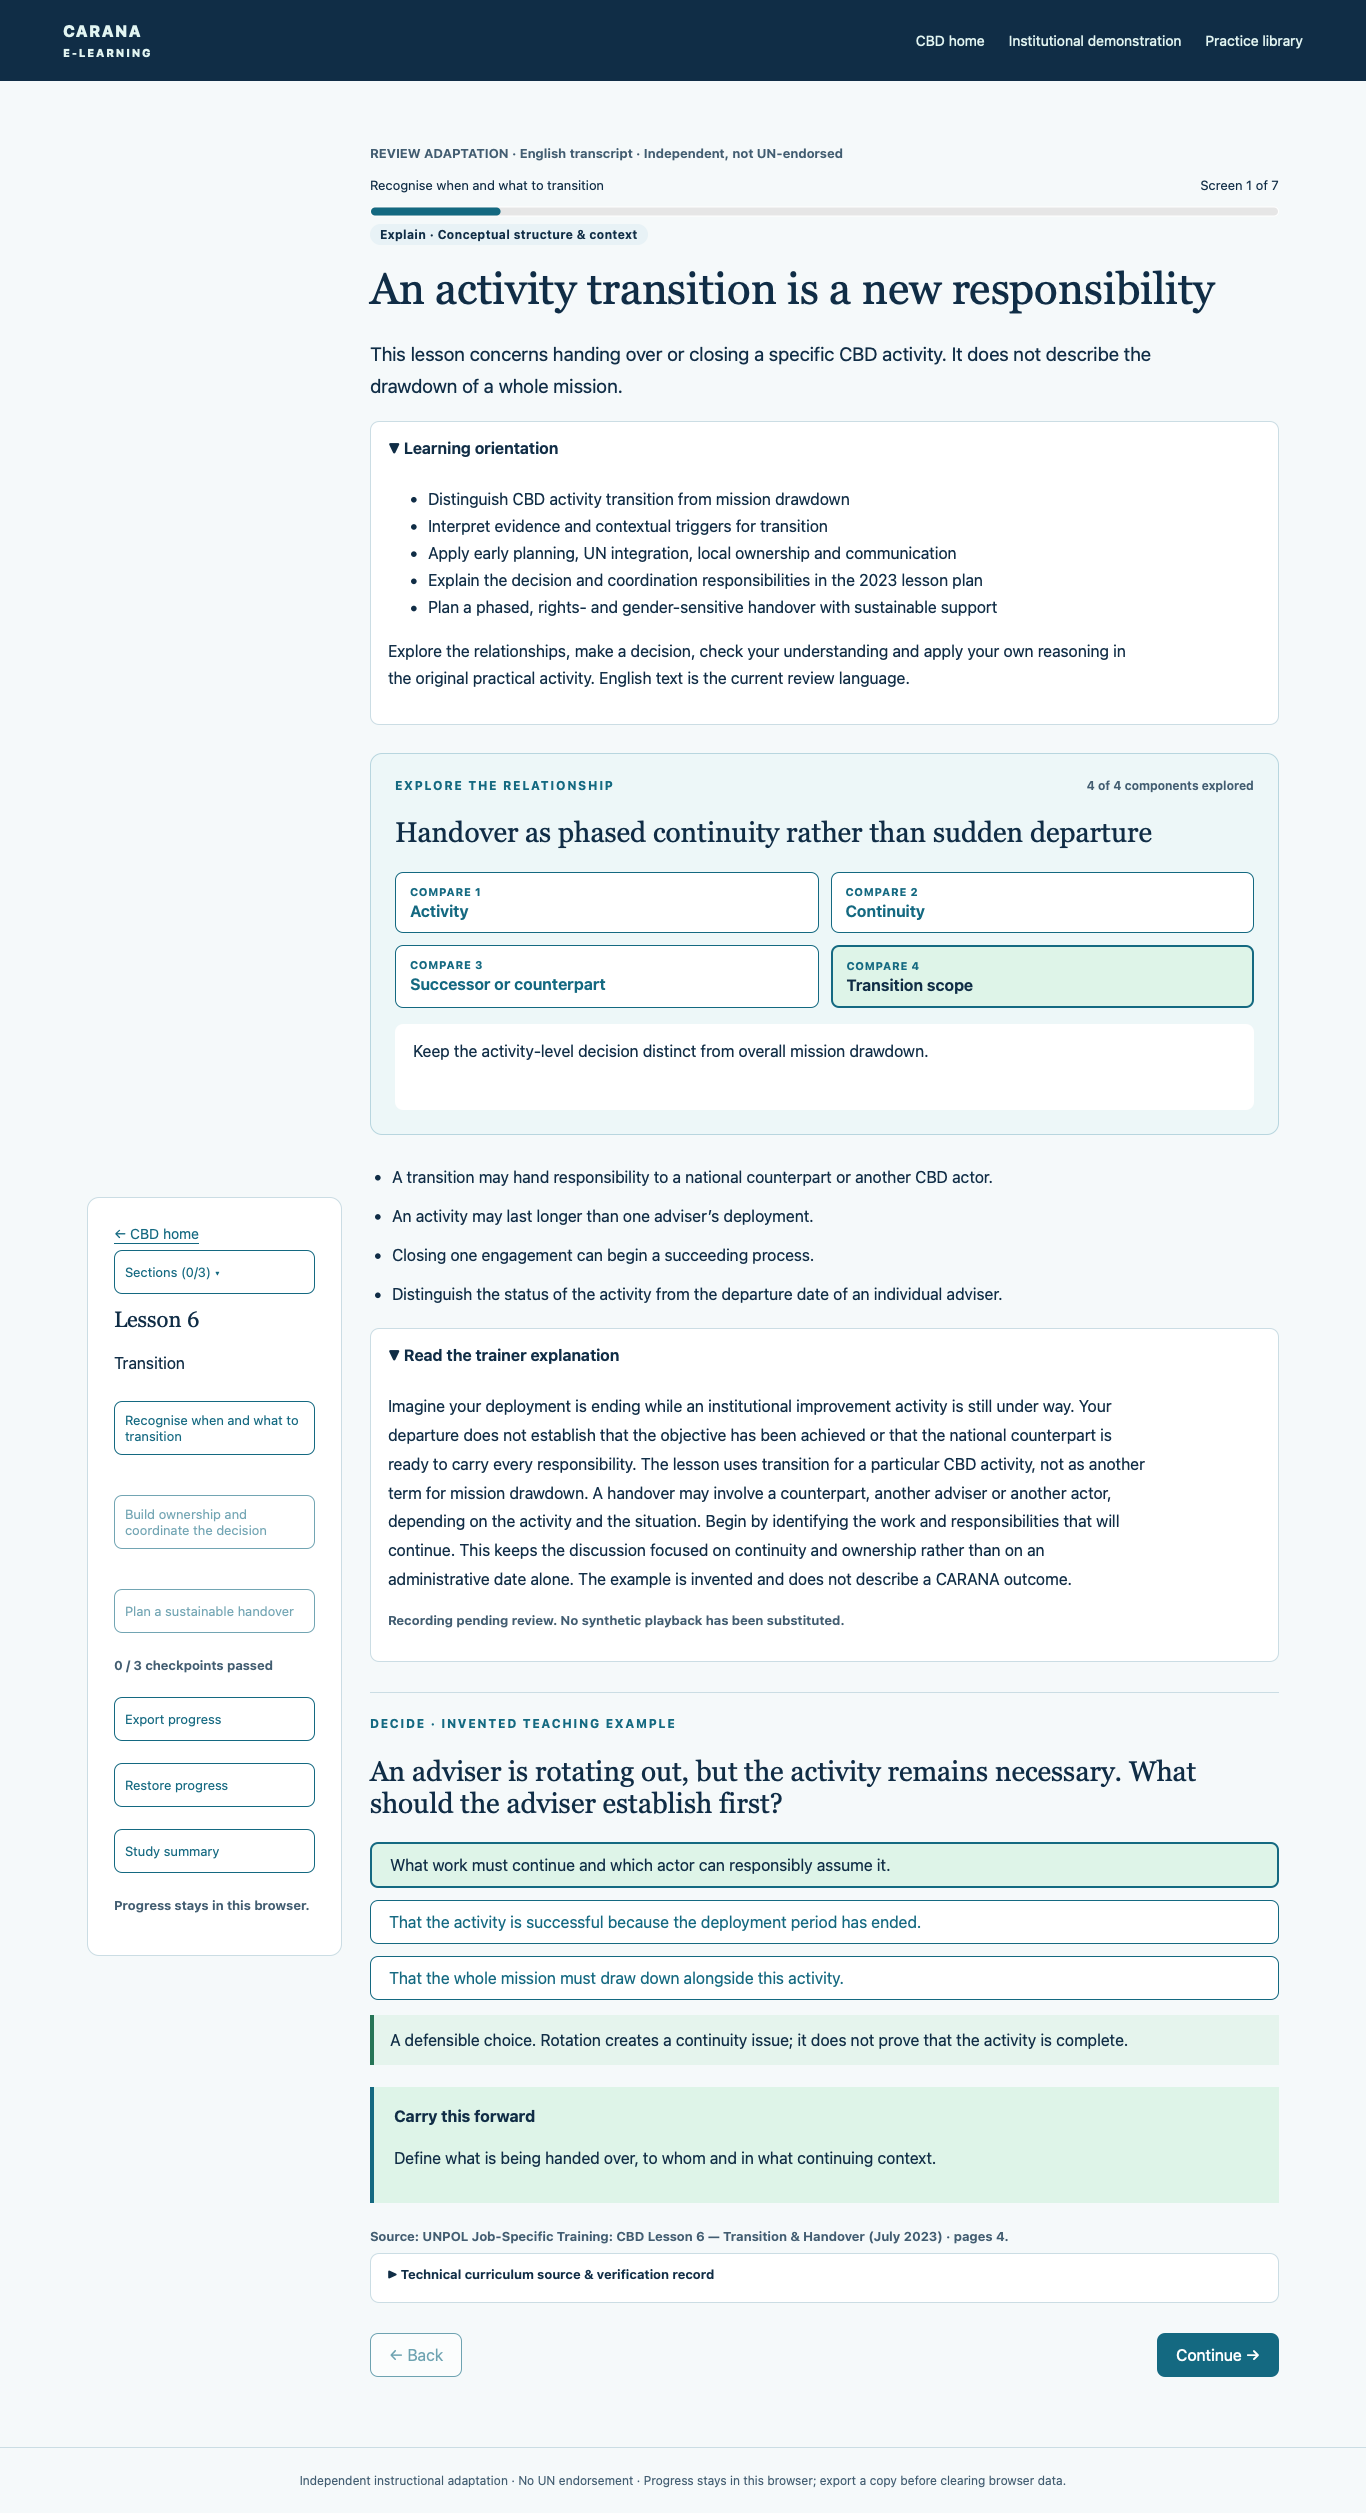 CARANA
E-LEARNING
CBD home
Institutional demonstration
Practice library
REVIEW ADAPTATION · English transcript · Independent, not UN-endorsed
Recognise when and what to transition
Screen 1 of 7
Explain · Conceptual structure & context
An activity transition is a new responsibility
This lesson concerns handing over or closing a specific CBD activity. It does not describe the
drawdown of a whole mission.
▼ Learning orientation
• Distinguish CBD activity transition from mission drawdown
• Interpret evidence and contextual triggers for transition
• Apply early planning, UN integration, local ownership and communication
• Explain the decision and coordination responsibilities in the 2023 lesson plan
• Plan a phased, rights- and gender-sensitive handover with sustainable support
Explore the relationships, make a decision, check your understanding and apply your own reasoning in
the original practical activity. English text is the current review language.
EXPLORE THE RELATIONSHIP
4 of 4 components explored
Handover as phased continuity rather than sudden departure
COMPARE 1
Activity
COMPARE 2
Continuity
COMPARE 3
Successor or counterpart
COMPARE 4
Transition scope
Keep the activity-level decision distinct from overall mission drawdown.
• A transition may hand responsibility to a national counterpart or another CBD actor.
• An activity may last longer than one adviser’s deployment.
• Closing one engagement can begin a succeeding process.
• Distinguish the status of the activity from the departure date of an individual adviser.
← CBD home
Sections (0/3) ▾
Lesson 6
Transition
Recognise when and what to
transition
Build ownership and
coordinate the decision
Plan a sustainable handover
0 / 3 checkpoints passed
Export progress
Restore progress
Study summary
Progress stays in this browser.
▼ Read the trainer explanation
Imagine your deployment is ending while an institutional improvement activity is still under way. Your
departure does not establish that the objective has been achieved or that the national counterpart is
ready to carry every responsibility. The lesson uses transition for a particular CBD activity, not as another
term for mission drawdown. A handover may involve a counterpart, another adviser or another actor,
depending on the activity and the situation. Begin by identifying the work and responsibilities that will
continue. This keeps the discussion focused on continuity and ownership rather than on an
administrative date alone. The example is invented and does not describe a CARANA outcome.
Recording pending review. No synthetic playback has been substituted.
DECIDE · INVENTED TEACHING EXAMPLE
An adviser is rotating out, but the activity remains necessary. What
should the adviser establish first?
What work must continue and which actor can responsibly assume it.
That the activity is successful because the deployment period has ended.
That the whole mission must draw down alongside this activity.
A defensible choice. Rotation creates a continuity issue; it does not prove that the activity is complete.
Carry this forward
Define what is being handed over, to whom and in what continuing context.
Source: UNPOL Job-Specific Training: CBD Lesson 6 — Transition & Handover (July 2023) · pages 4.
▶ Technical curriculum source & verification record
← Back
Continue →
Independent instructional adaptation · No UN endorsement · Progress stays in this browser; export a copy before clearing browser data.